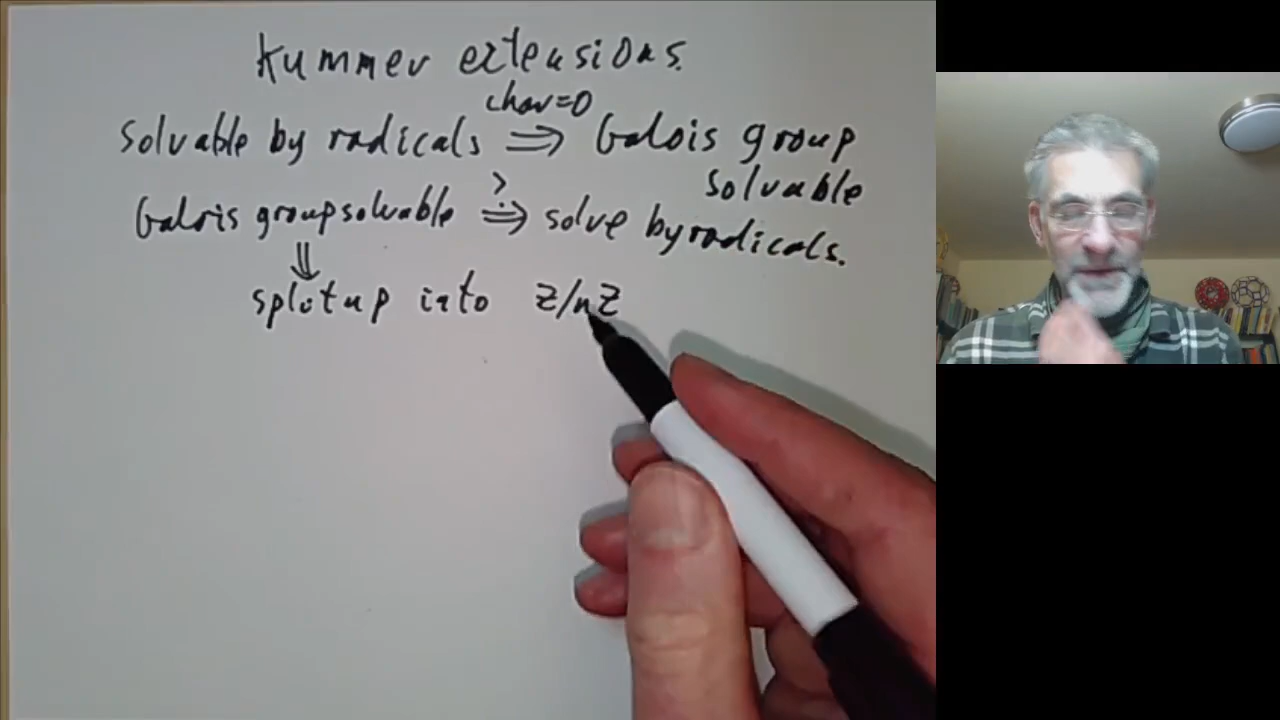 Kummer extensions.
char=0
Solvable by radicals ⇒ Galois group
solvable
Galois group solvable ⇒ solve by radicals.
?
⇓
split up into Z/nZ